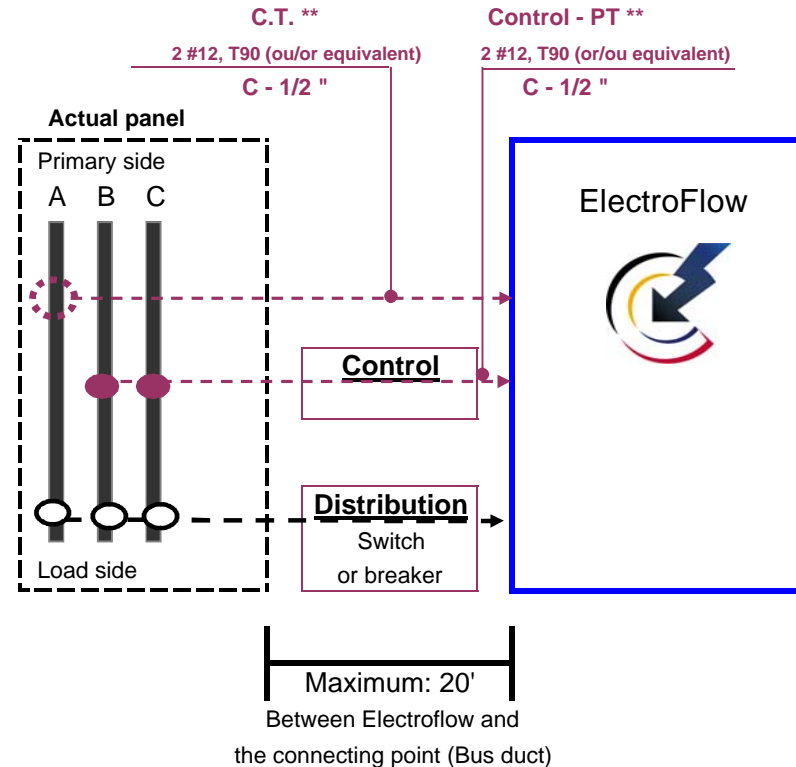 C.T. **
Control - PT **
2 #12, T90 (ou/or equivalent)
2 #12, T90 (or/ou equivalent)
C - 1/2 "
C - 1/2 "
Actual panel
Primary side
A B C
ElectroFlow
Control
Distribution
Switch
or breaker
Load side
Maximum: 20'
Between Electroflow and
the connecting point (Bus duct)